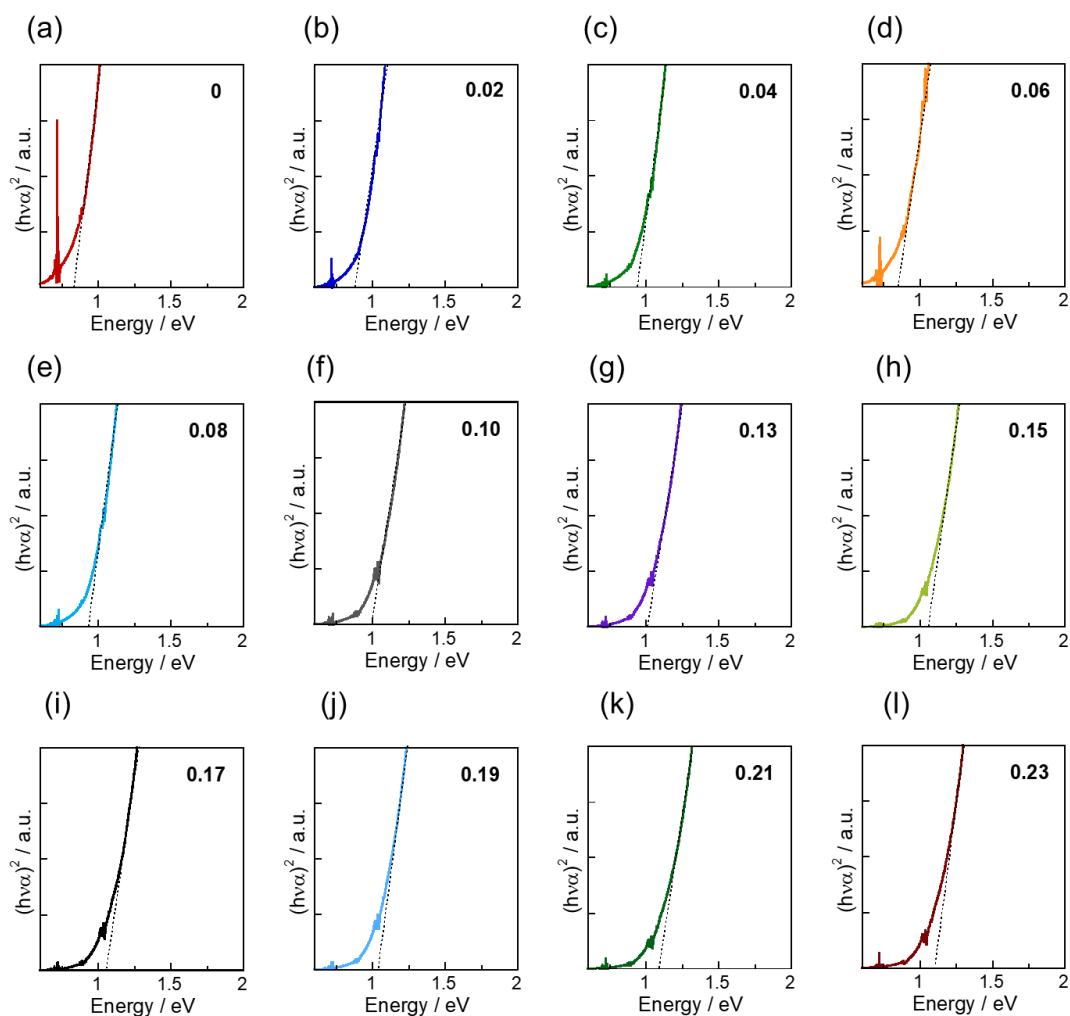 (a)
0
(hνα)² / a.u.
1 1.5 2
Energy / eV
(b)
0.02
(hνα)² / a.u.
1 1.5 2
Energy / eV
(c)
0.04
(hνα)² / a.u.
1 1.5 2
Energy / eV
(d)
0.06
(hνα)² / a.u.
1 1.5 2
Energy / eV
(e)
0.08
(hνα)² / a.u.
1 1.5 2
Energy / eV
(f)
0.10
(hνα)² / a.u.
1 1.5 2
Energy / eV
(g)
0.13
(hνα)² / a.u.
1 1.5 2
Energy / eV
(h)
0.15
(hνα)² / a.u.
1 1.5 2
Energy / eV
(i)
0.17
(hνα)² / a.u.
1 1.5 2
Energy / eV
(j)
0.19
(hνα)² / a.u.
1 1.5 2
Energy / eV
(k)
0.21
(hνα)² / a.u.
1 1.5 2
Energy / eV
(l)
0.23
(hνα)² / a.u.
1 1.5 2
Energy / eV